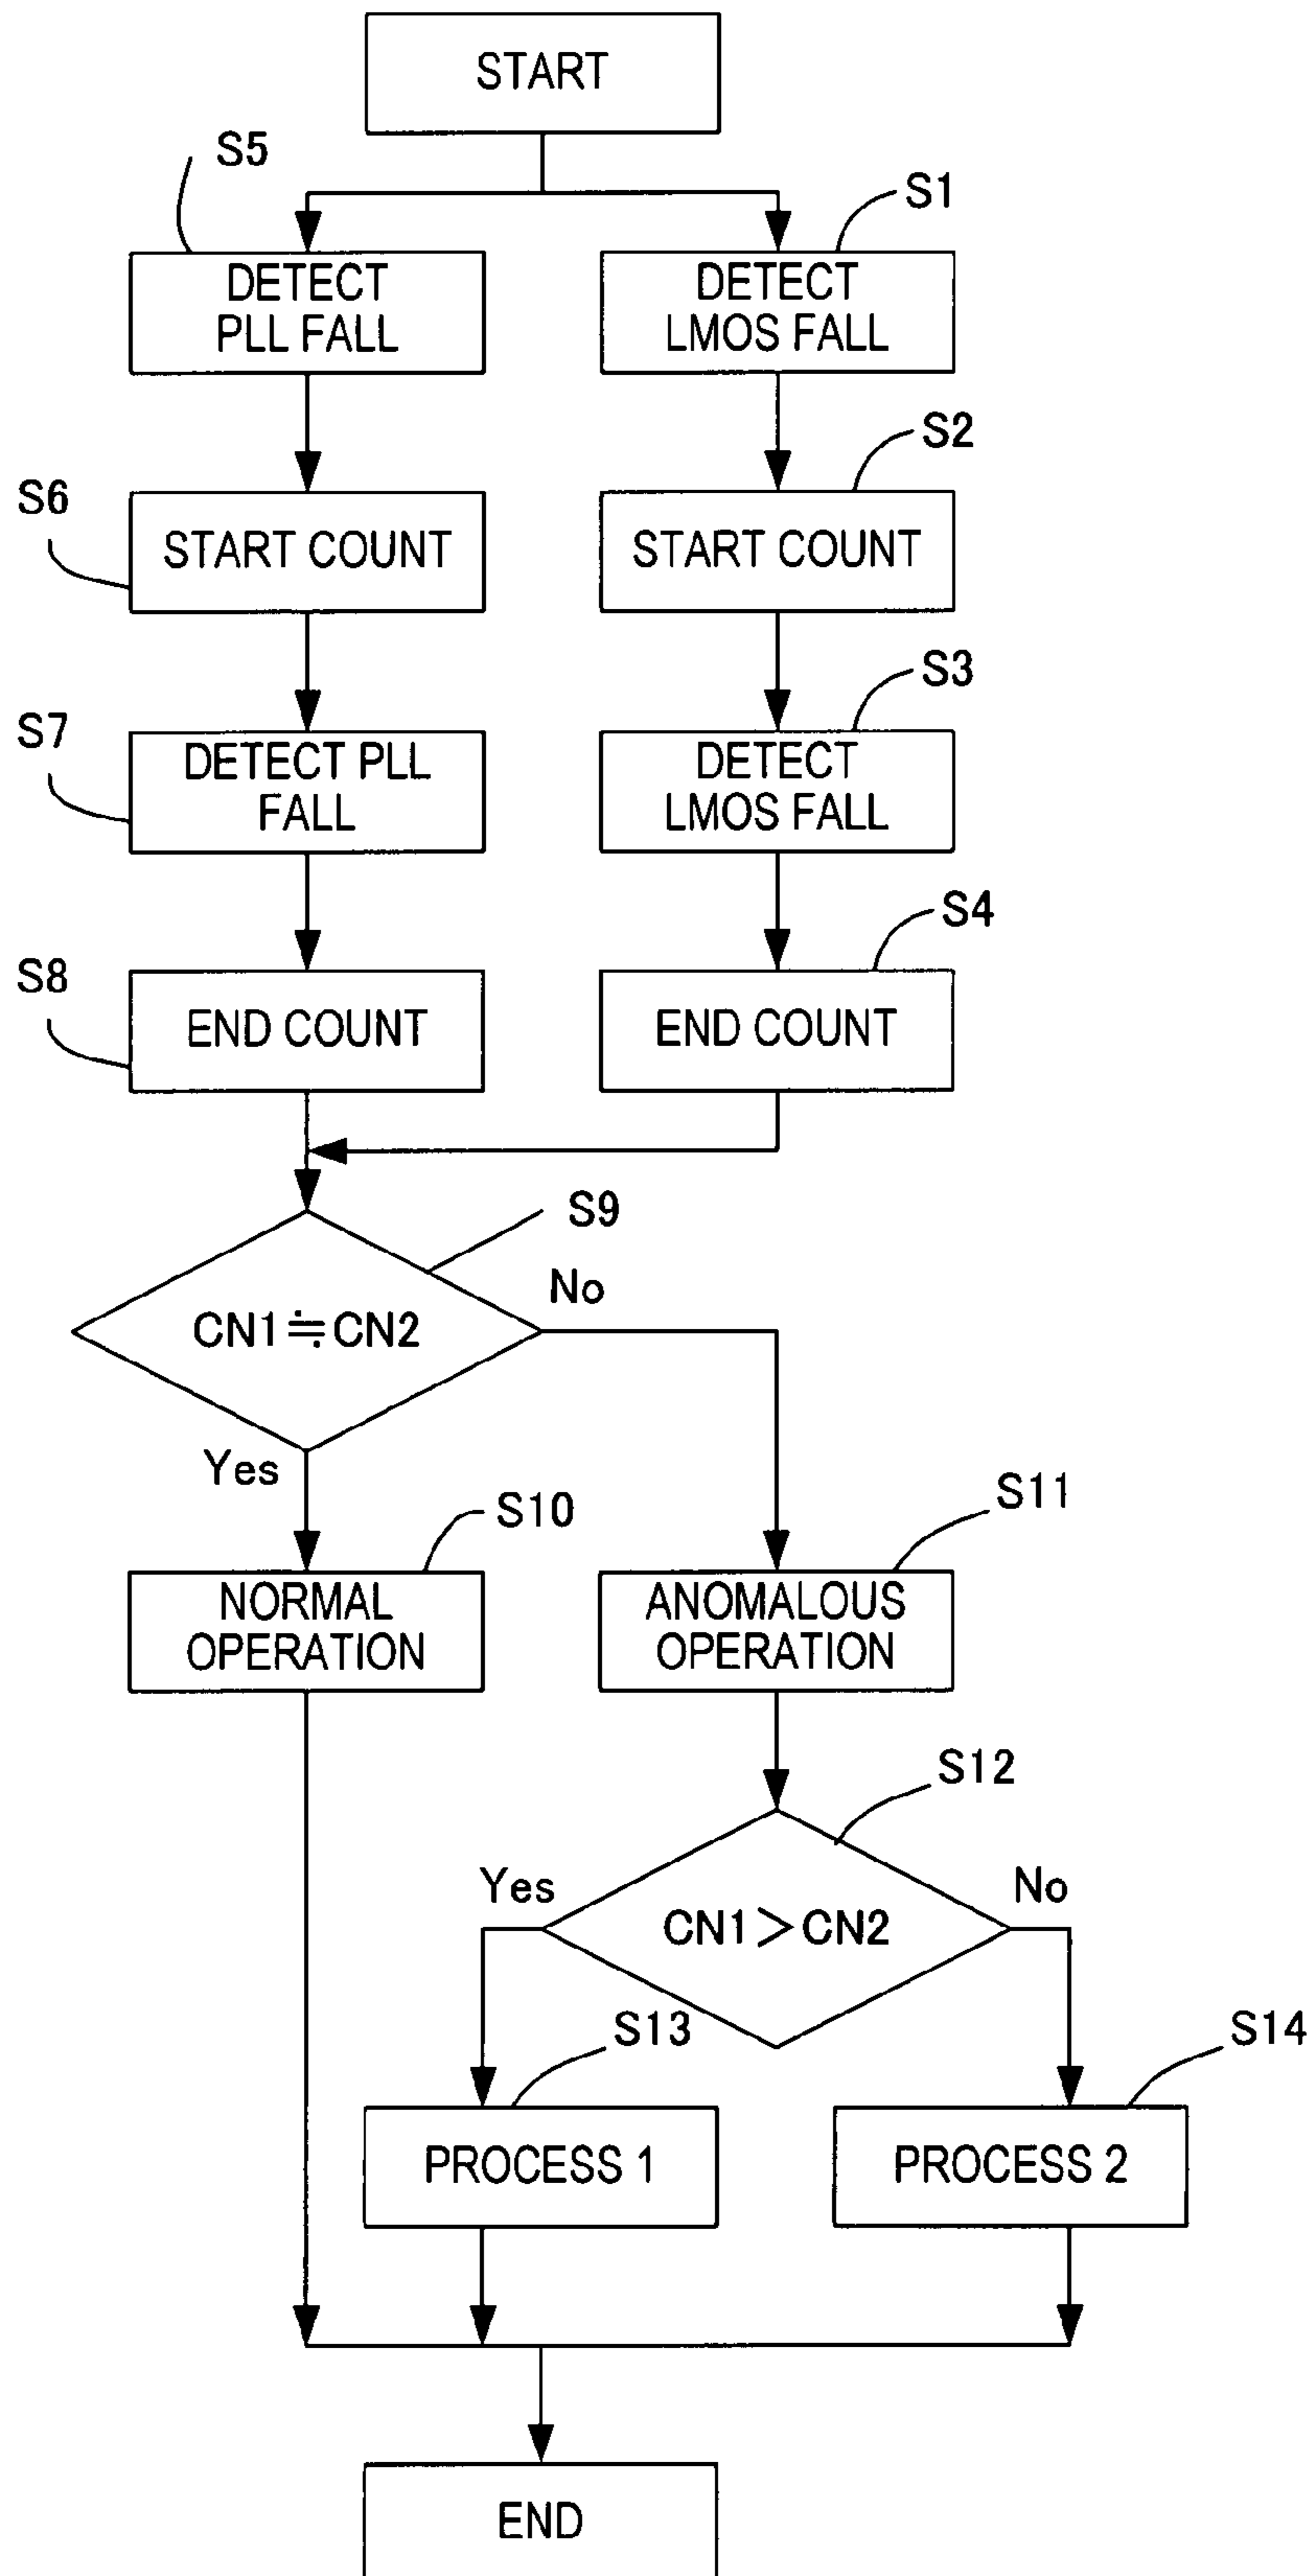 START
S5
S1
DETECT
PLL FALL
DETECT
LMOS FALL
S2
S6
START COUNT
START COUNT
S3
S7
DETECT PLL
FALL
DETECT
LMOS FALL
S4
S8
END COUNT
END COUNT
S9
No
CN1≒CN2
Yes
S10
S11
NORMAL
OPERATION
ANOMALOUS
OPERATION
S12
Yes
No
CN1>CN2
S13
S14
PROCESS 1
PROCESS 2
END